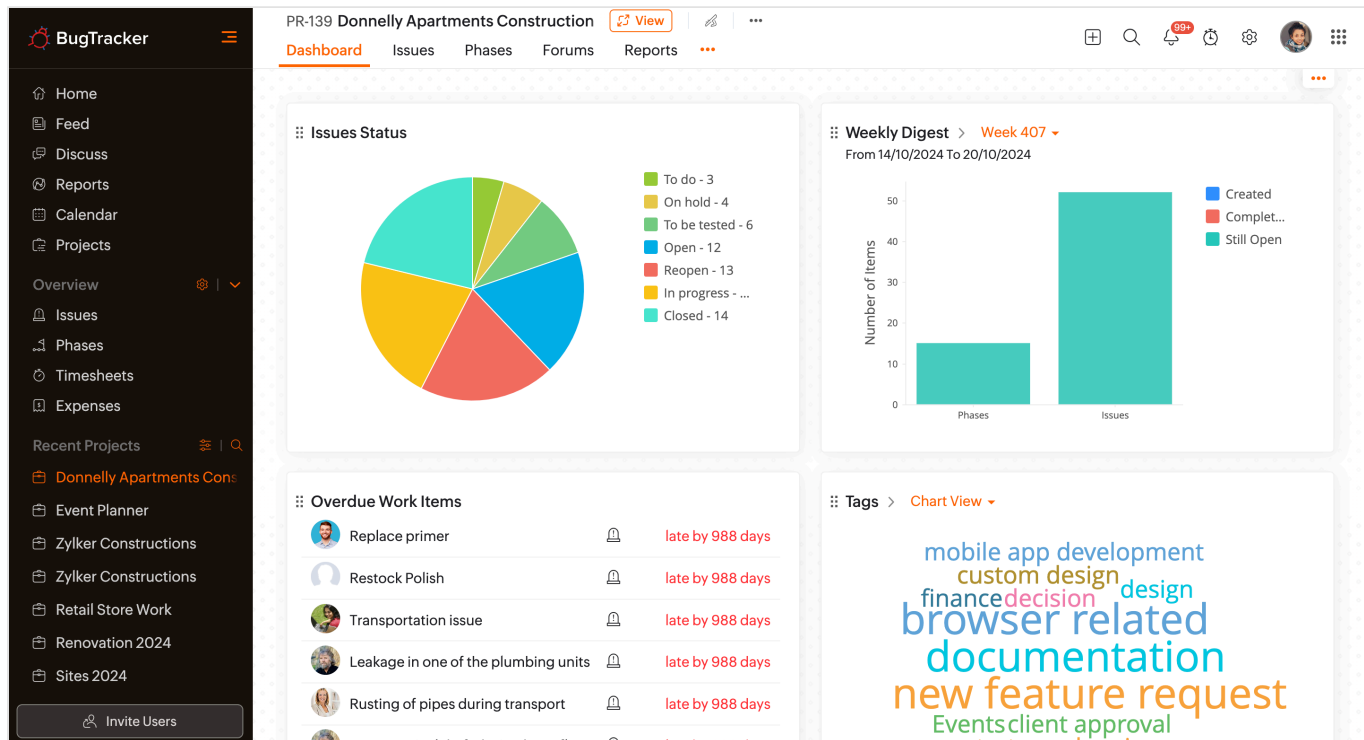 BugTracker
Home
Feed
Discuss
Reports
Calendar
Projects
Overview
Issues
Phases
Timesheets
Expenses
Recent Projects
Donnelly Apartments Cons
Event Planner
Zylker Constructions
Zylker Constructions
Retail Store Work
Renovation 2024
Sites 2024
Invite Users
PR-139 Donnelly Apartments Construction View
Dashboard Issues Phases Forums Reports
99+
Issues Status
To do - 3
On hold - 4
To be tested - 6
Open - 12
Reopen - 13
In progress - ...
Closed - 14
Weekly Digest > Week 407
From 14/10/2024 To 20/10/2024
Number of Items
50
40
30
20
10
0
Phases Issues
Created
Complet...
Still Open
Overdue Work Items
Replace primer late by 988 days
Restock Polish late by 988 days
Transportation issue late by 988 days
Leakage in one of the plumbing units late by 988 days
Rusting of pipes during transport late by 988 days
Tags > Chart View
mobile app development
custom design
design
finance decision
browser related
documentation
new feature request
Events client approval